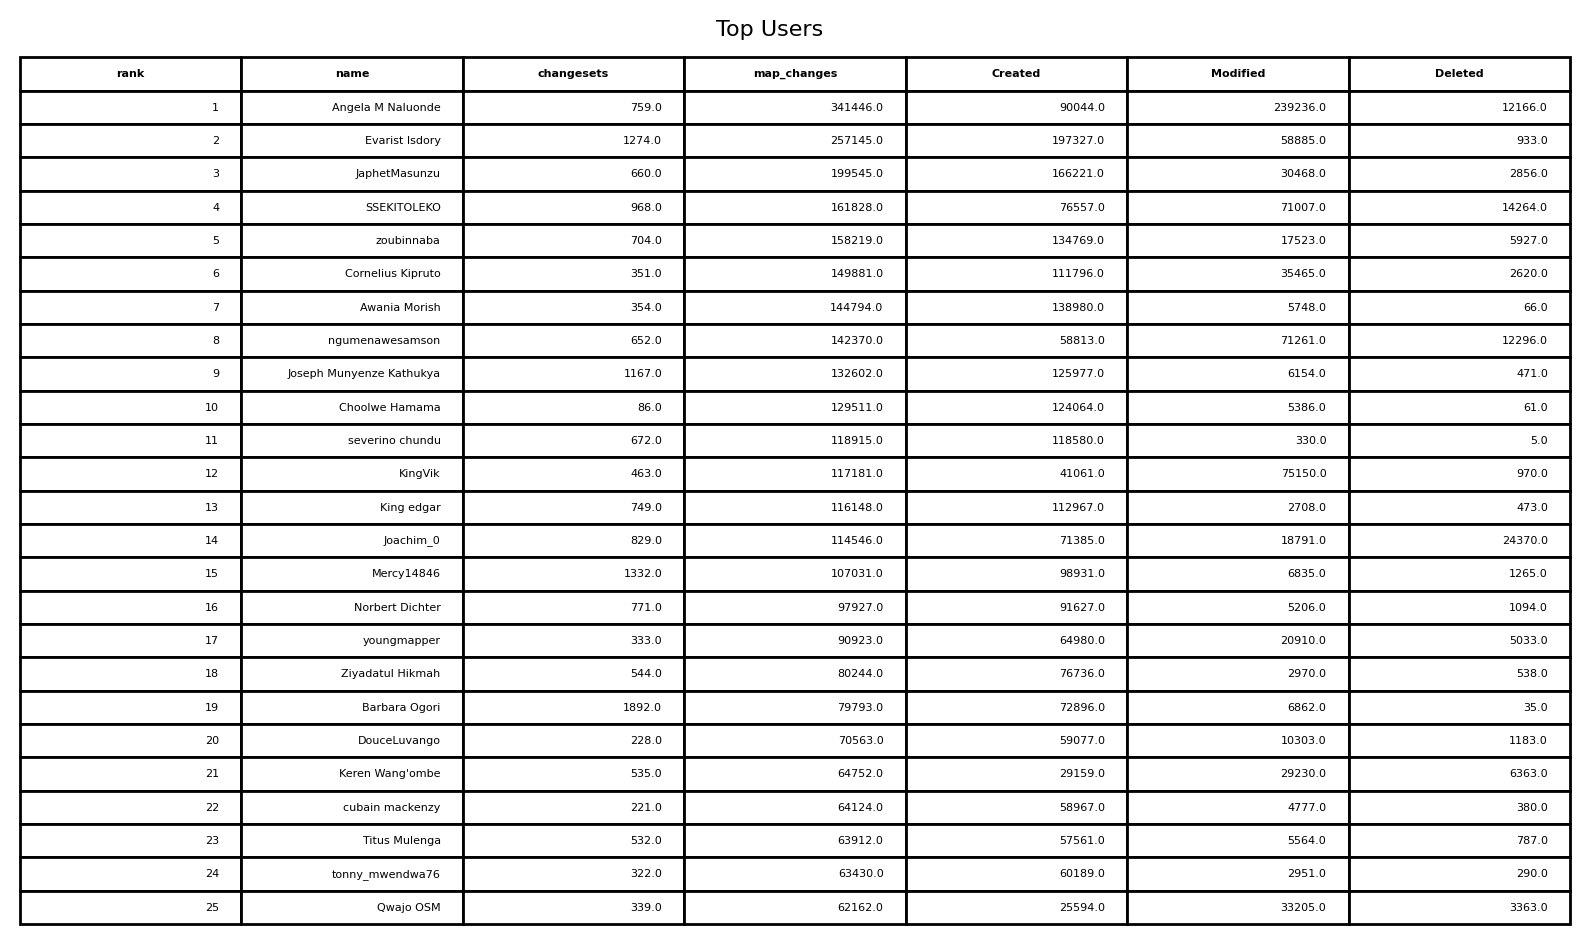 Top Users
rank name changesets map_changes Created Modified Deleted
1 Angela M Naluonde 759.0 341446.0 90044.0 239236.0 12166.0
2 Evarist Isdory 1274.0 257145.0 197327.0 58885.0 933.0
3 JaphetMasunzu 660.0 199545.0 166221.0 30468.0 2856.0
4 SSEKITOLEKO 968.0 161828.0 76557.0 71007.0 14264.0
5 zoubinnaba 704.0 158219.0 134769.0 17523.0 5927.0
6 Cornelius Kipruto 351.0 149881.0 111796.0 35465.0 2620.0
7 Awania Morish 354.0 144794.0 138980.0 5748.0 66.0
8 ngumenawesamson 652.0 142370.0 58813.0 71261.0 12296.0
9 Joseph Munyenze Kathukya 1167.0 132602.0 125977.0 6154.0 471.0
10 Choolwe Hamama 86.0 129511.0 124064.0 5386.0 61.0
11 severino chundu 672.0 118915.0 118580.0 330.0 5.0
12 KingVik 463.0 117181.0 41061.0 75150.0 970.0
13 King edgar 749.0 116148.0 112967.0 2708.0 473.0
14 Joachim_0 829.0 114546.0 71385.0 18791.0 24370.0
15 Mercy14846 1332.0 107031.0 98931.0 6835.0 1265.0
16 Norbert Dichter 771.0 97927.0 91627.0 5206.0 1094.0
17 youngmapper 333.0 90923.0 64980.0 20910.0 5033.0
18 Ziyadatul Hikmah 544.0 80244.0 76736.0 2970.0 538.0
19 Barbara Ogori 1892.0 79793.0 72896.0 6862.0 35.0
20 DouceLuvango 228.0 70563.0 59077.0 10303.0 1183.0
21 Keren Wang'ombe 535.0 64752.0 29159.0 29230.0 6363.0
22 cubain mackenzy 221.0 64124.0 58967.0 4777.0 380.0
23 Titus Mulenga 532.0 63912.0 57561.0 5564.0 787.0
24 tonny_mwendwa76 322.0 63430.0 60189.0 2951.0 290.0
25 Qwajo OSM 339.0 62162.0 25594.0 33205.0 3363.0